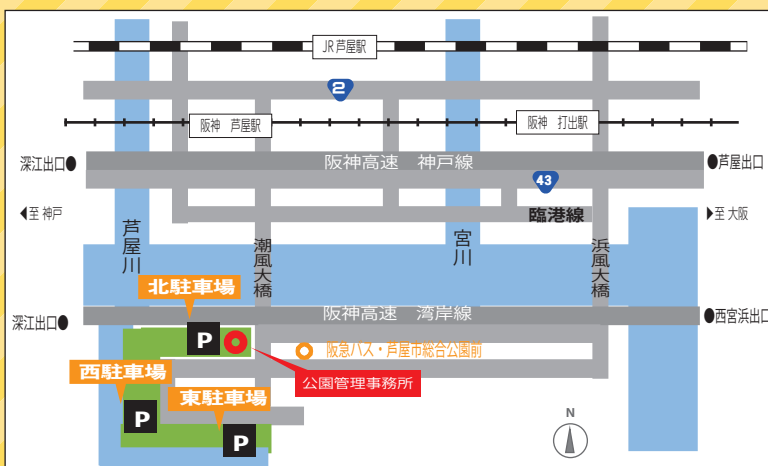 JR 芦屋駅
2
阪神 芦屋駅
阪神 打出駅
深江出口
阪神高速 神戸線
芦屋出口
43
至 神戸
臨港線
至 大阪
芦屋川
潮風大橋
宮川
浜風大橋
北駐車場
深江出口
阪神高速 湾岸線
西宮浜出口
P
阪急バス・芦屋市総合公園前
西駐車場
公園管理事務所
東駐車場
P
P
N